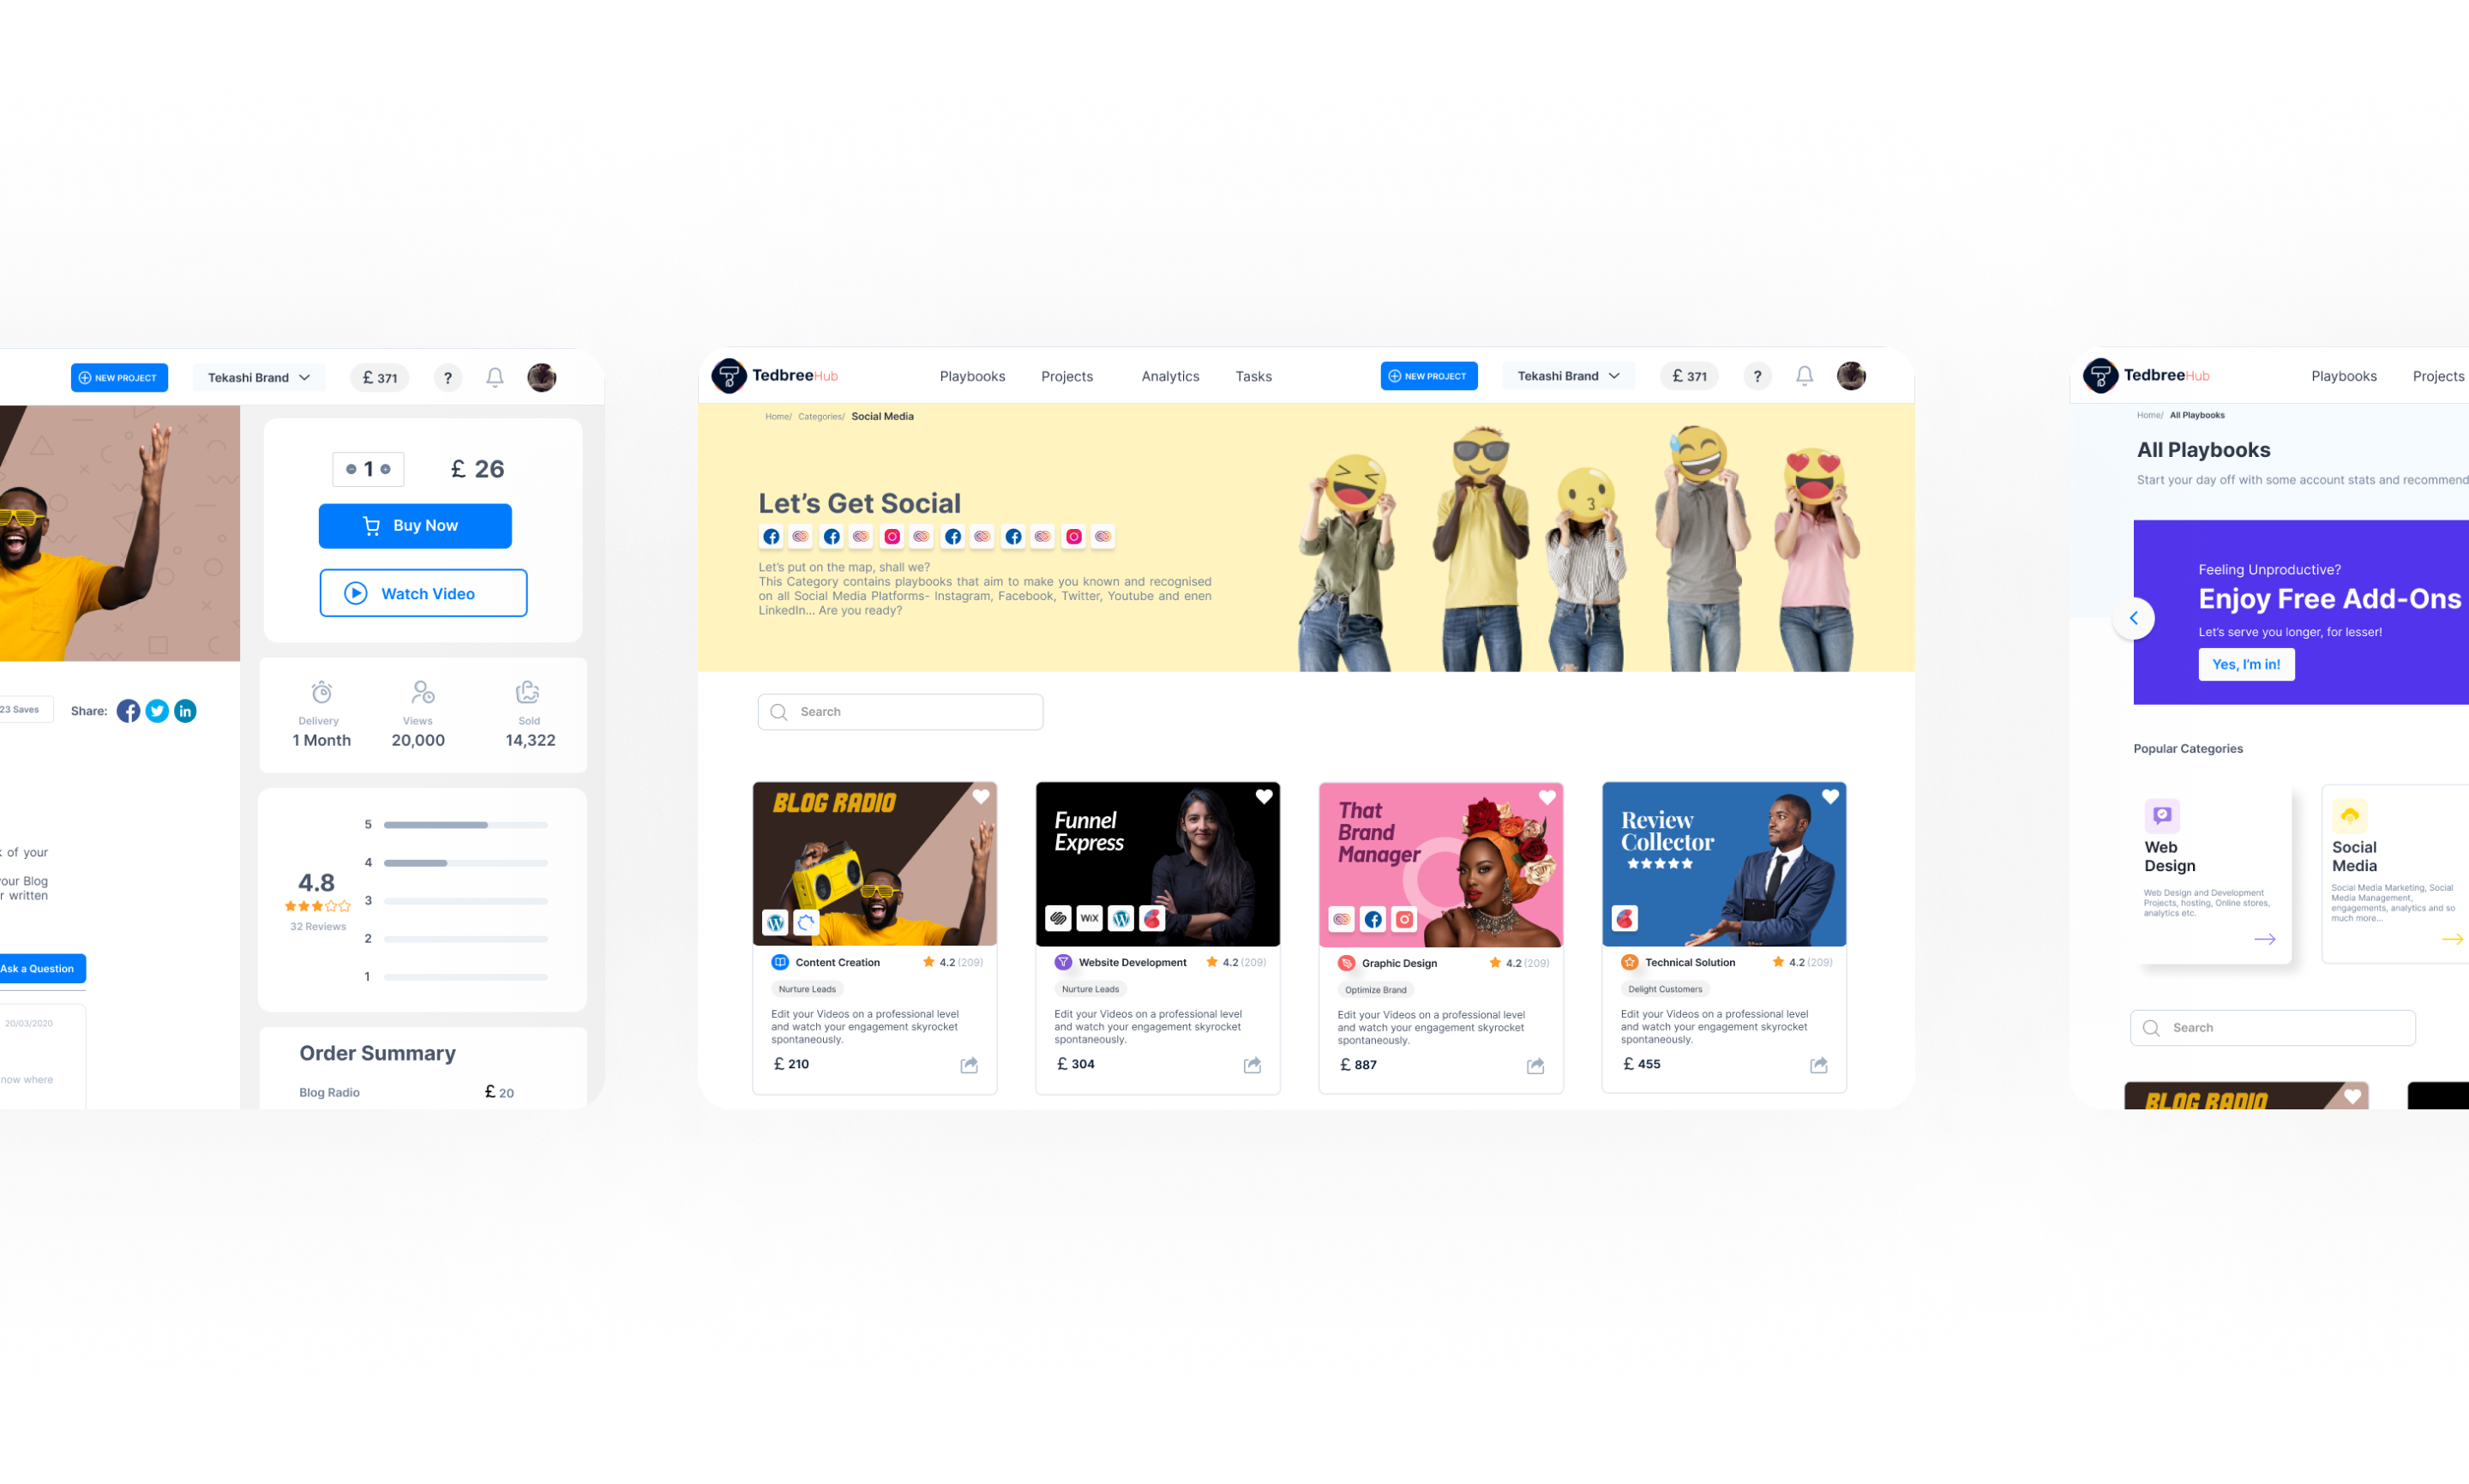 NEW PROJECT
Tekashi Brand
£ 371
?
1
£ 26
Buy Now
Watch Video
23 Saves
Share:
Delivery
1 Month
Views
20,000
Sold
14,322
of your
your Blog
written
5
4
3
2
1
4.8
32 Reviews
Ask a Question
20/03/2020
now where
Order Summary
Blog Radio
£ 20
TedbreeHub
Playbooks
Projects
Analytics
Tasks
NEW PROJECT
Tekashi Brand
£ 371
?
Home/ Categories/ Social Media
Let's Get Social
Let's put on the map, shall we?
This Category contains playbooks that aim to make you known and recognised
on all Social Media Platforms- Instagram, Facebook, Twitter, Youtube and enen
LinkedIn... Are you ready?
Search
BLOG RADIO
Content Creation
4.2 (209)
Nurture Leads
Edit your Videos on a professional level
and watch your engagement skyrocket
spontaneously.
£ 210
Funnel
Express
WiX
Website Development
4.2 (209)
Nurture Leads
Edit your Videos on a professional level
and watch your engagement skyrocket
spontaneously.
£ 304
That
Brand
Manager
Graphic Design
4.2 (209)
Optimize Brand
Edit your Videos on a professional level
and watch your engagement skyrocket
spontaneously.
£ 887
Review
Collector
Technical Solution
4.2 (209)
Delight Customers
Edit your Videos on a professional level
and watch your engagement skyrocket
spontaneously.
£ 455
TedbreeHub
Playbooks
Projects
Home/ All Playbooks
All Playbooks
Start your day off with some account stats and recommend
Feeling Unproductive?
Enjoy Free Add-Ons
Let's serve you longer, for lesser!
Yes, I'm in!
Popular Categories
Web
Design
Web Design and Development
Projects, hosting, Online stores,
analytics etc.
Social
Media
Social Media Marketing, Social
Media Management,
engagements, analytics and so
much more...
Search
BLOG RADIO